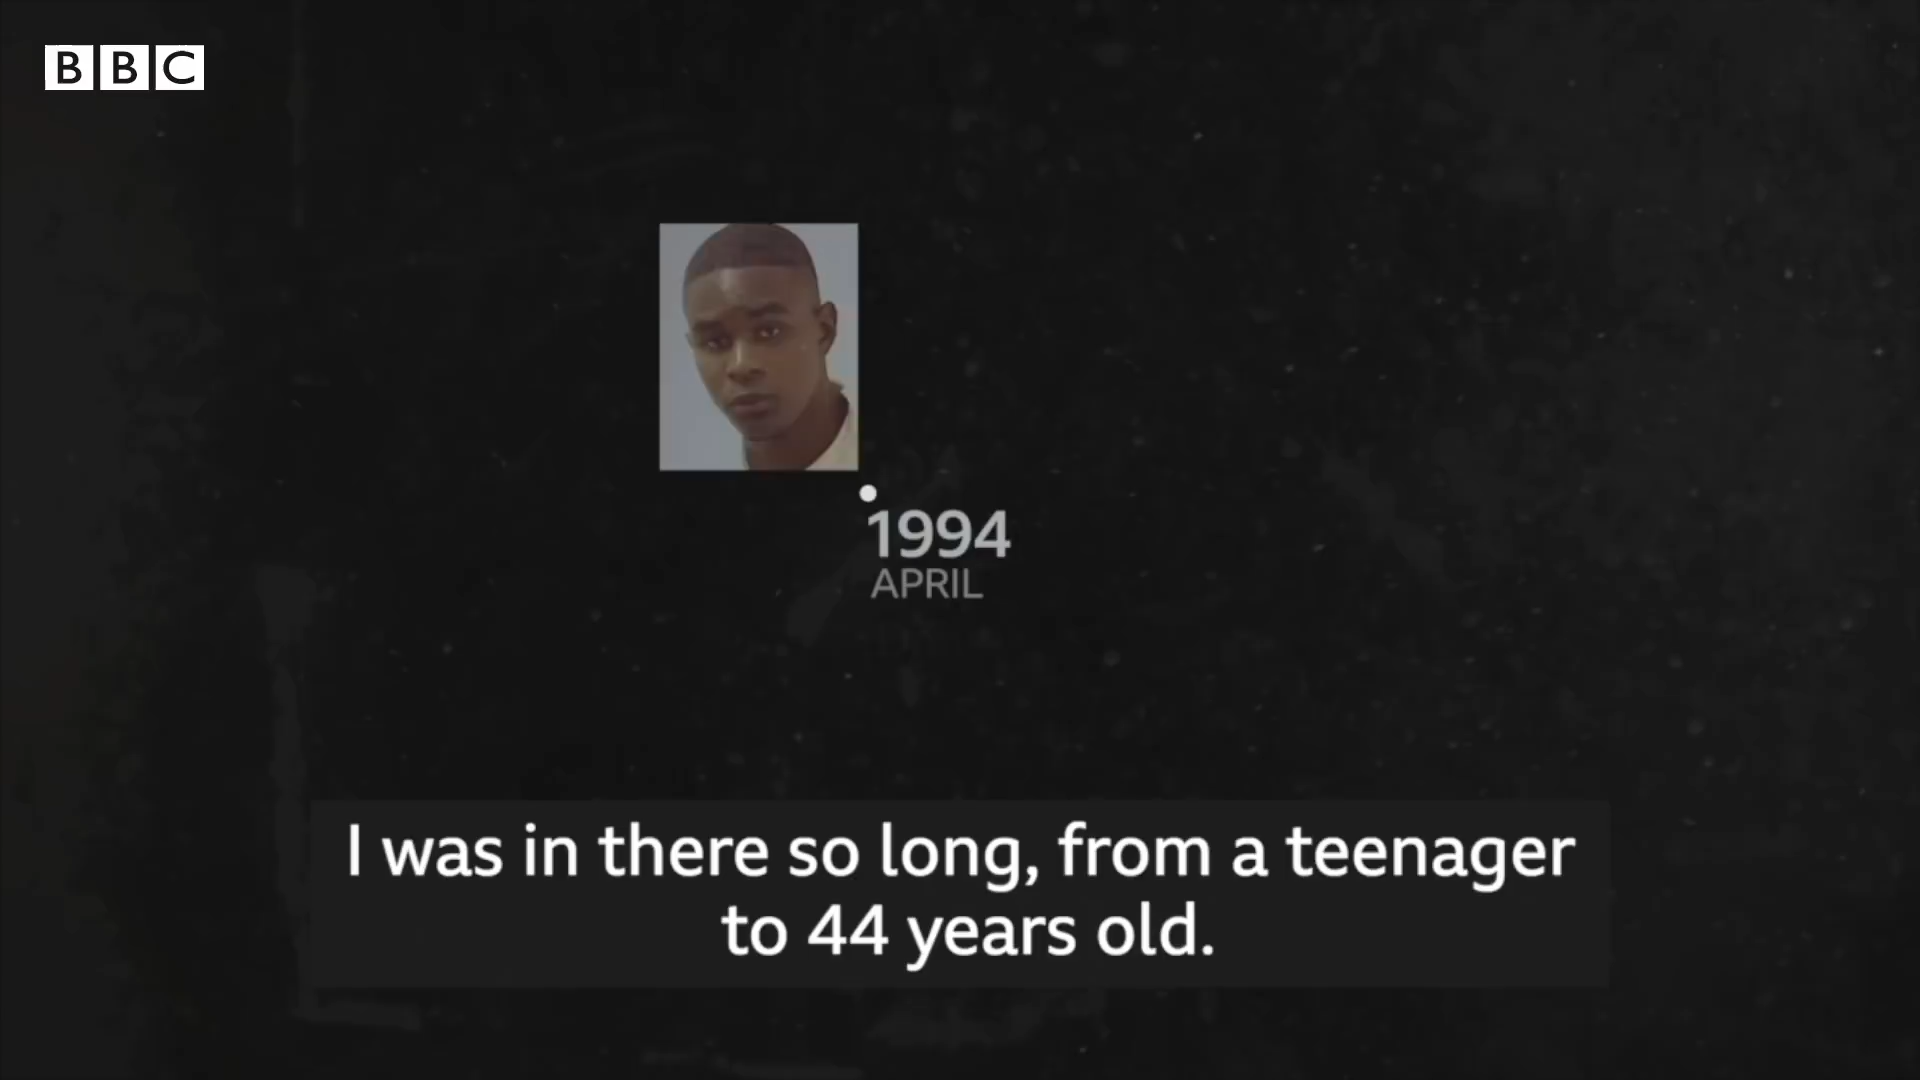 BBC
1994
APRIL
I was in there so long, from a teenager
to 44 years old.